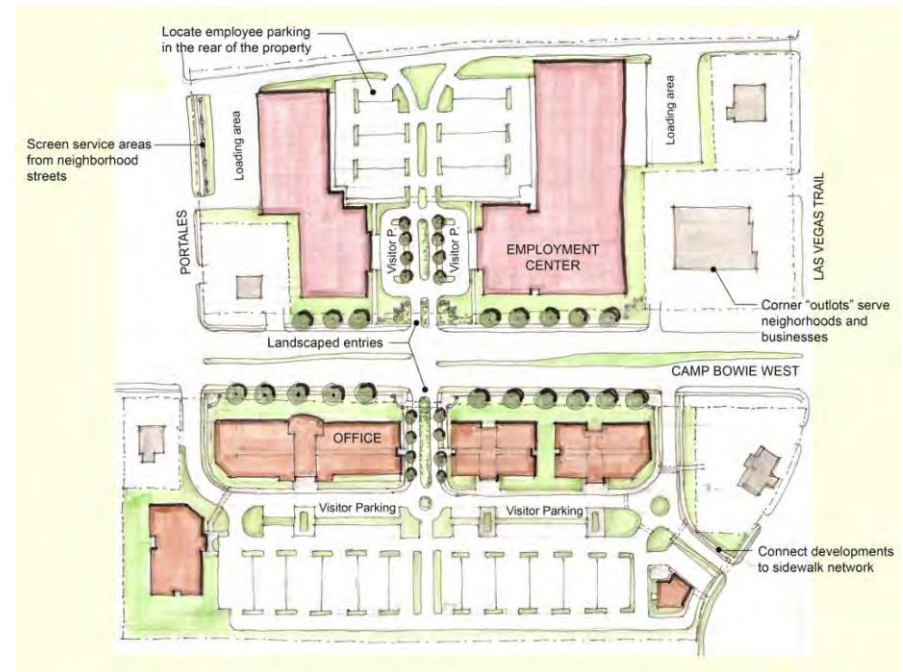 Locate employee parking
in the rear of the property
Loading area
Loading area
Screen service areas
from neighborhood
streets
PORTALES
Visitor P.
Visitor P.
EMPLOYMENT
CENTER
LAS VEGAS TRAIL
Corner “outlots” serve
neighorhoods and
businesses
Landscaped entries
CAMP BOWIE WEST
OFFICE
Visitor Parking
Visitor Parking
Connect developments
to sidewalk network